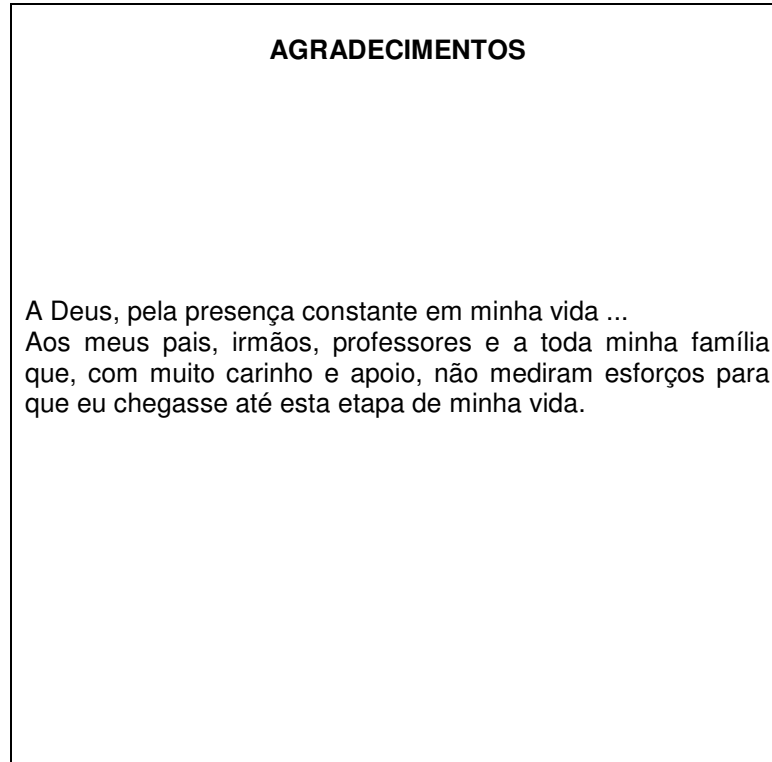 AGRADECIMENTOS
A Deus, pela presença constante em minha vida ...
Aos meus pais, irmãos, professores e a toda minha família
que, com muito carinho e apoio, não mediram esforços para
que eu chegasse até esta etapa de minha vida.